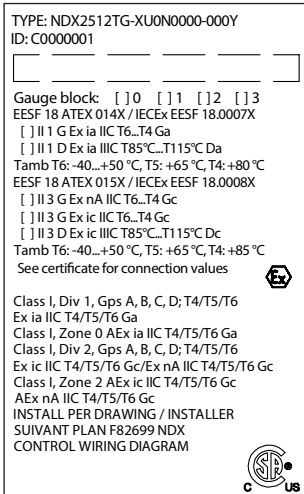 TYPE: NDX2512TG-XU0N0000-000Y
ID: C0000001
Gauge block: [ ] 0 [ ] 1 [ ] 2 [ ] 3
EESF 18 ATEX 014X / IECEx EESF 18.0007X
[ ] II 1 G Ex ia IIC T6...T4 Ga
[ ] II 1 D Ex ia IIIC T85°C...T115°C Da
Tamb T6: -40...+50 °C, T5: +65 °C, T4: +80 °C
EESF 18 ATEX 015X / IECEx EESF 18.0008X
[ ] II 3 G Ex nA IIC T6...T4 Gc
[ ] II 3 G Ex ic IIC T6...T4 Gc
[ ] II 3 D Ex ic IIIC T85°C...T115°C Dc
Tamb T6: -40...+50 °C, T5: +65 °C, T4: +85 °C
See certificate for connection values
Ex
Class I, Div 1, Gps A, B, C, D; T4/T5/T6
Ex ia IIC T4/T5/T6 Ga
Class I, Zone 0 AEx ia IIC T4/T5/T6 Ga
Class I, Div 2, Gps A, B, C, D; T4/T5/T6
Ex ic IIC T4/T5/T6 Gc/Ex nA IIC T4/T5/T6 Gc
Class I, Zone 2 AEx ic IIC T4/T5/T6 Gc
AEx nA IIC T4/T5/T6 Gc
INSTALL PER DRAWING / INSTALLER
SUIVANT PLAN F82699 NDX
CONTROL WIRING DIAGRAM
SA ®
C US